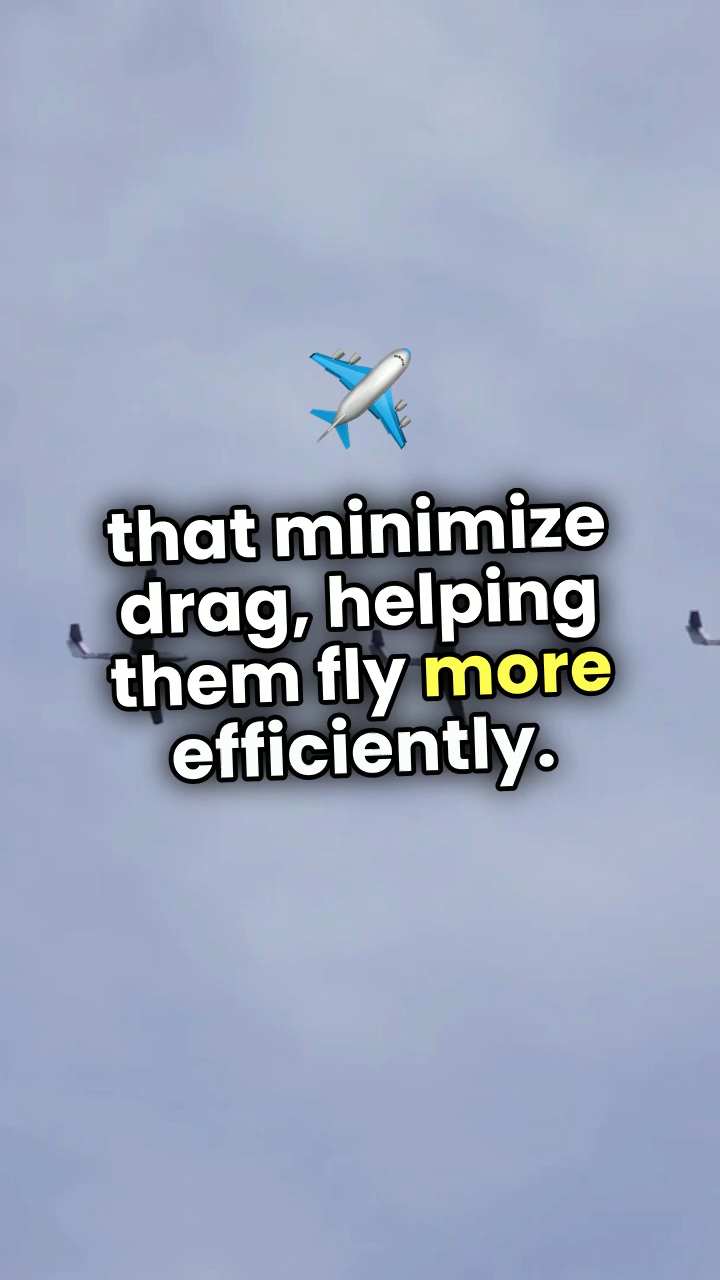 that minimize
drag, helping
them fly more
efficiently.